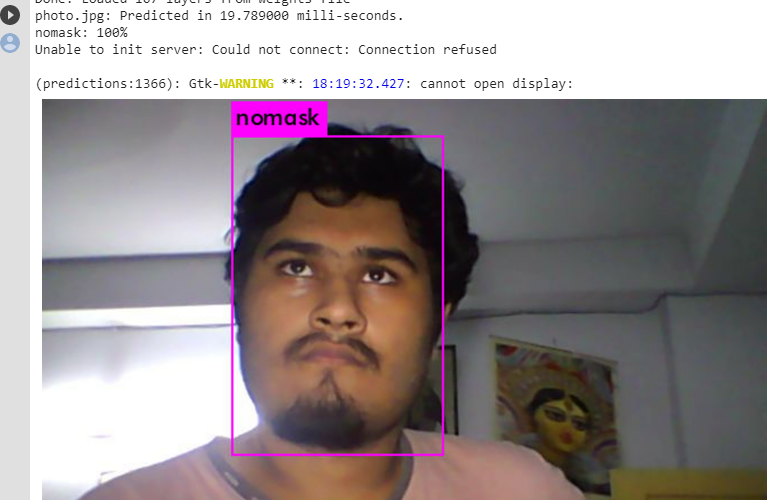 Done! Loaded 107 layers from weights-file
photo.jpg: Predicted in 19.789000 milli-seconds.
nomask: 100%
Unable to init server: Could not connect: Connection refused
(predictions:1366): Gtk-WARNING **: 18:19:32.427: cannot open display:
nomask